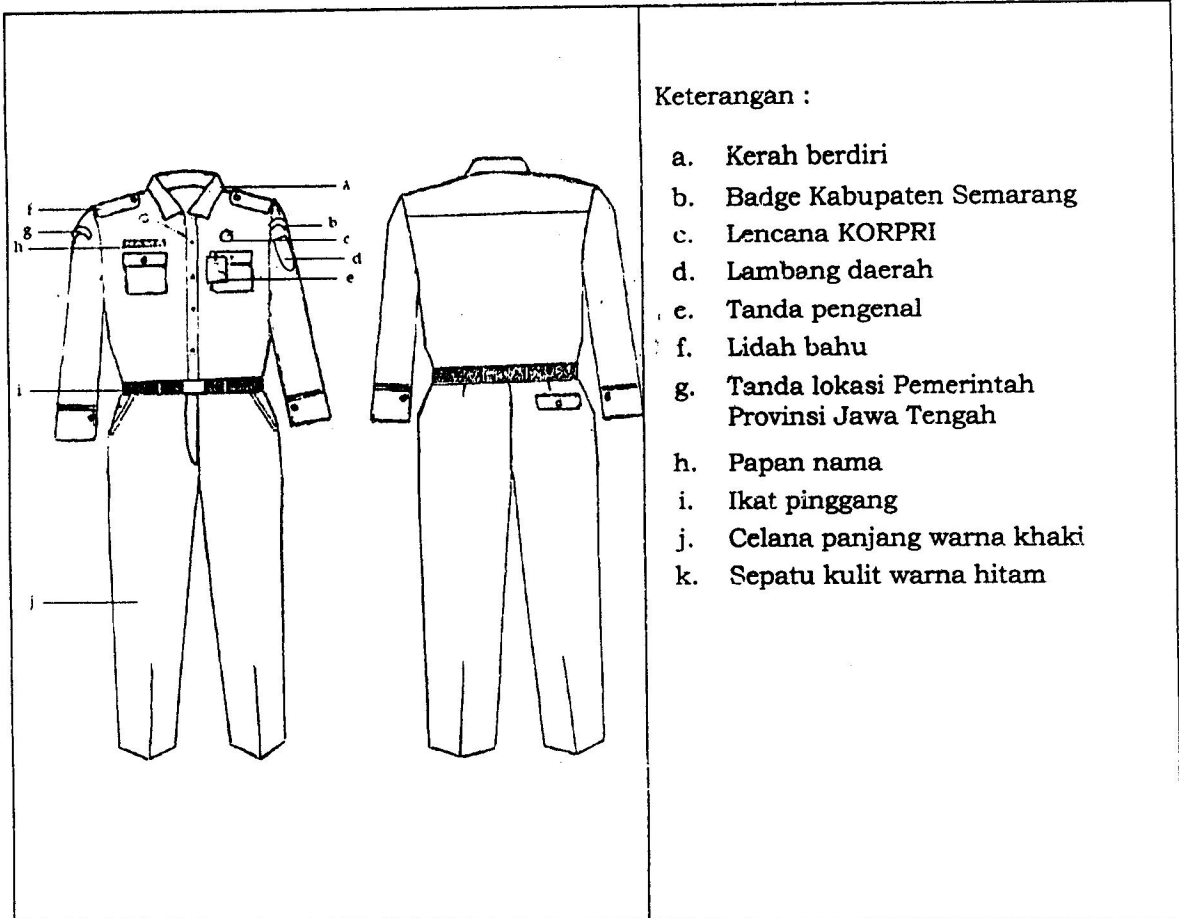 Keterangan :
a. Kerah berdiri
b. Badge Kabupaten Semarang
c. Lencana KORPRI
d. Lambang daerah
e. Tanda pengenal
f. Lidah bahu
g. Tanda lokasi Pemerintah
Provinsi Jawa Tengah
h. Papan nama
i. Ikat pinggang
j. Celana panjang warna khaki
k. Sepatu kulit warna hitam
A
f
b
g
c
h
d
e
i
j